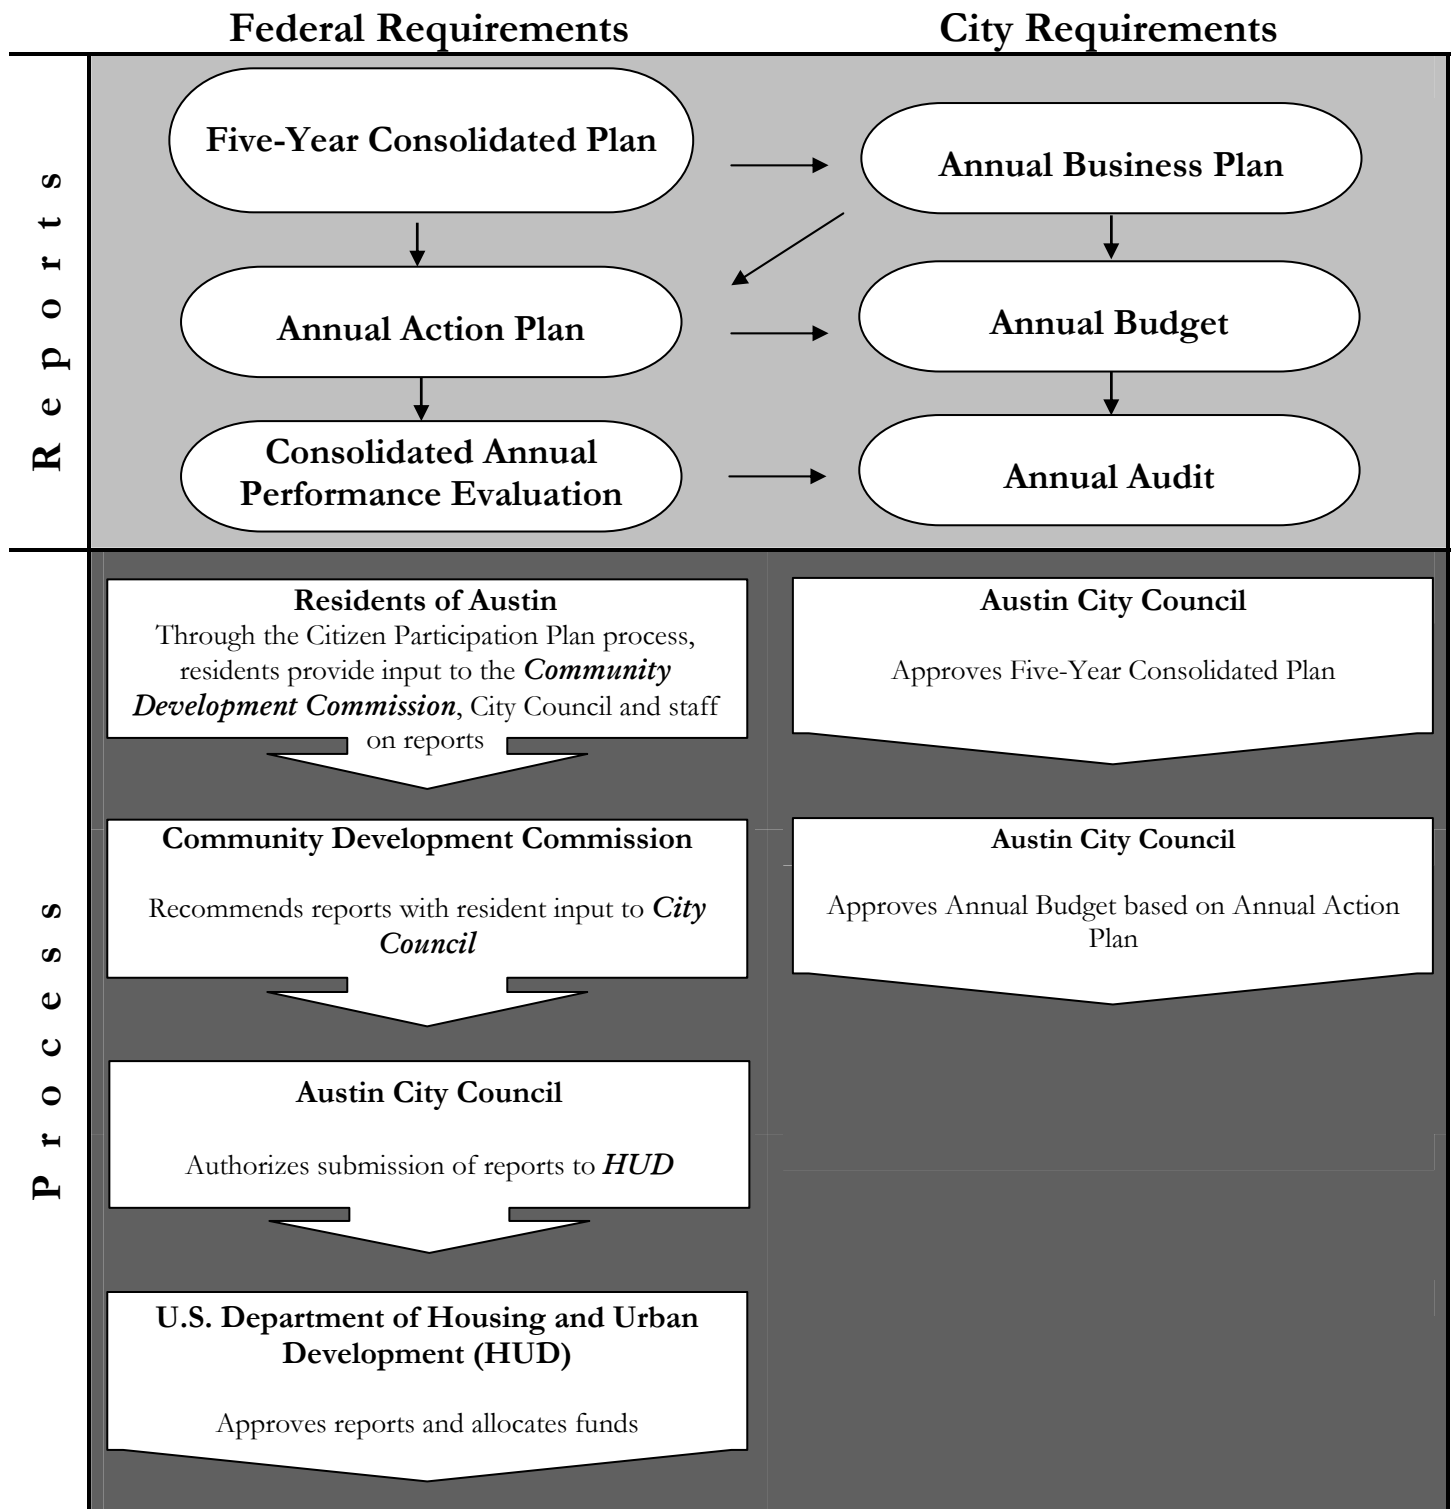 Federal Requirements
City Requirements
Reports
Five-Year Consolidated Plan
Annual Business Plan
Annual Action Plan
Annual Budget
Consolidated Annual
Performance Evaluation
Annual Audit
Process
Residents of Austin
Through the Citizen Participation Plan process,
residents provide input to the Community
Development Commission, City Council and staff
on reports
Austin City Council
Approves Five-Year Consolidated Plan
Community Development Commission
Recommends reports with resident input to City
Council
Austin City Council
Approves Annual Budget based on Annual Action
Plan
Austin City Council
Authorizes submission of reports to HUD
U.S. Department of Housing and Urban
Development (HUD)
Approves reports and allocates funds